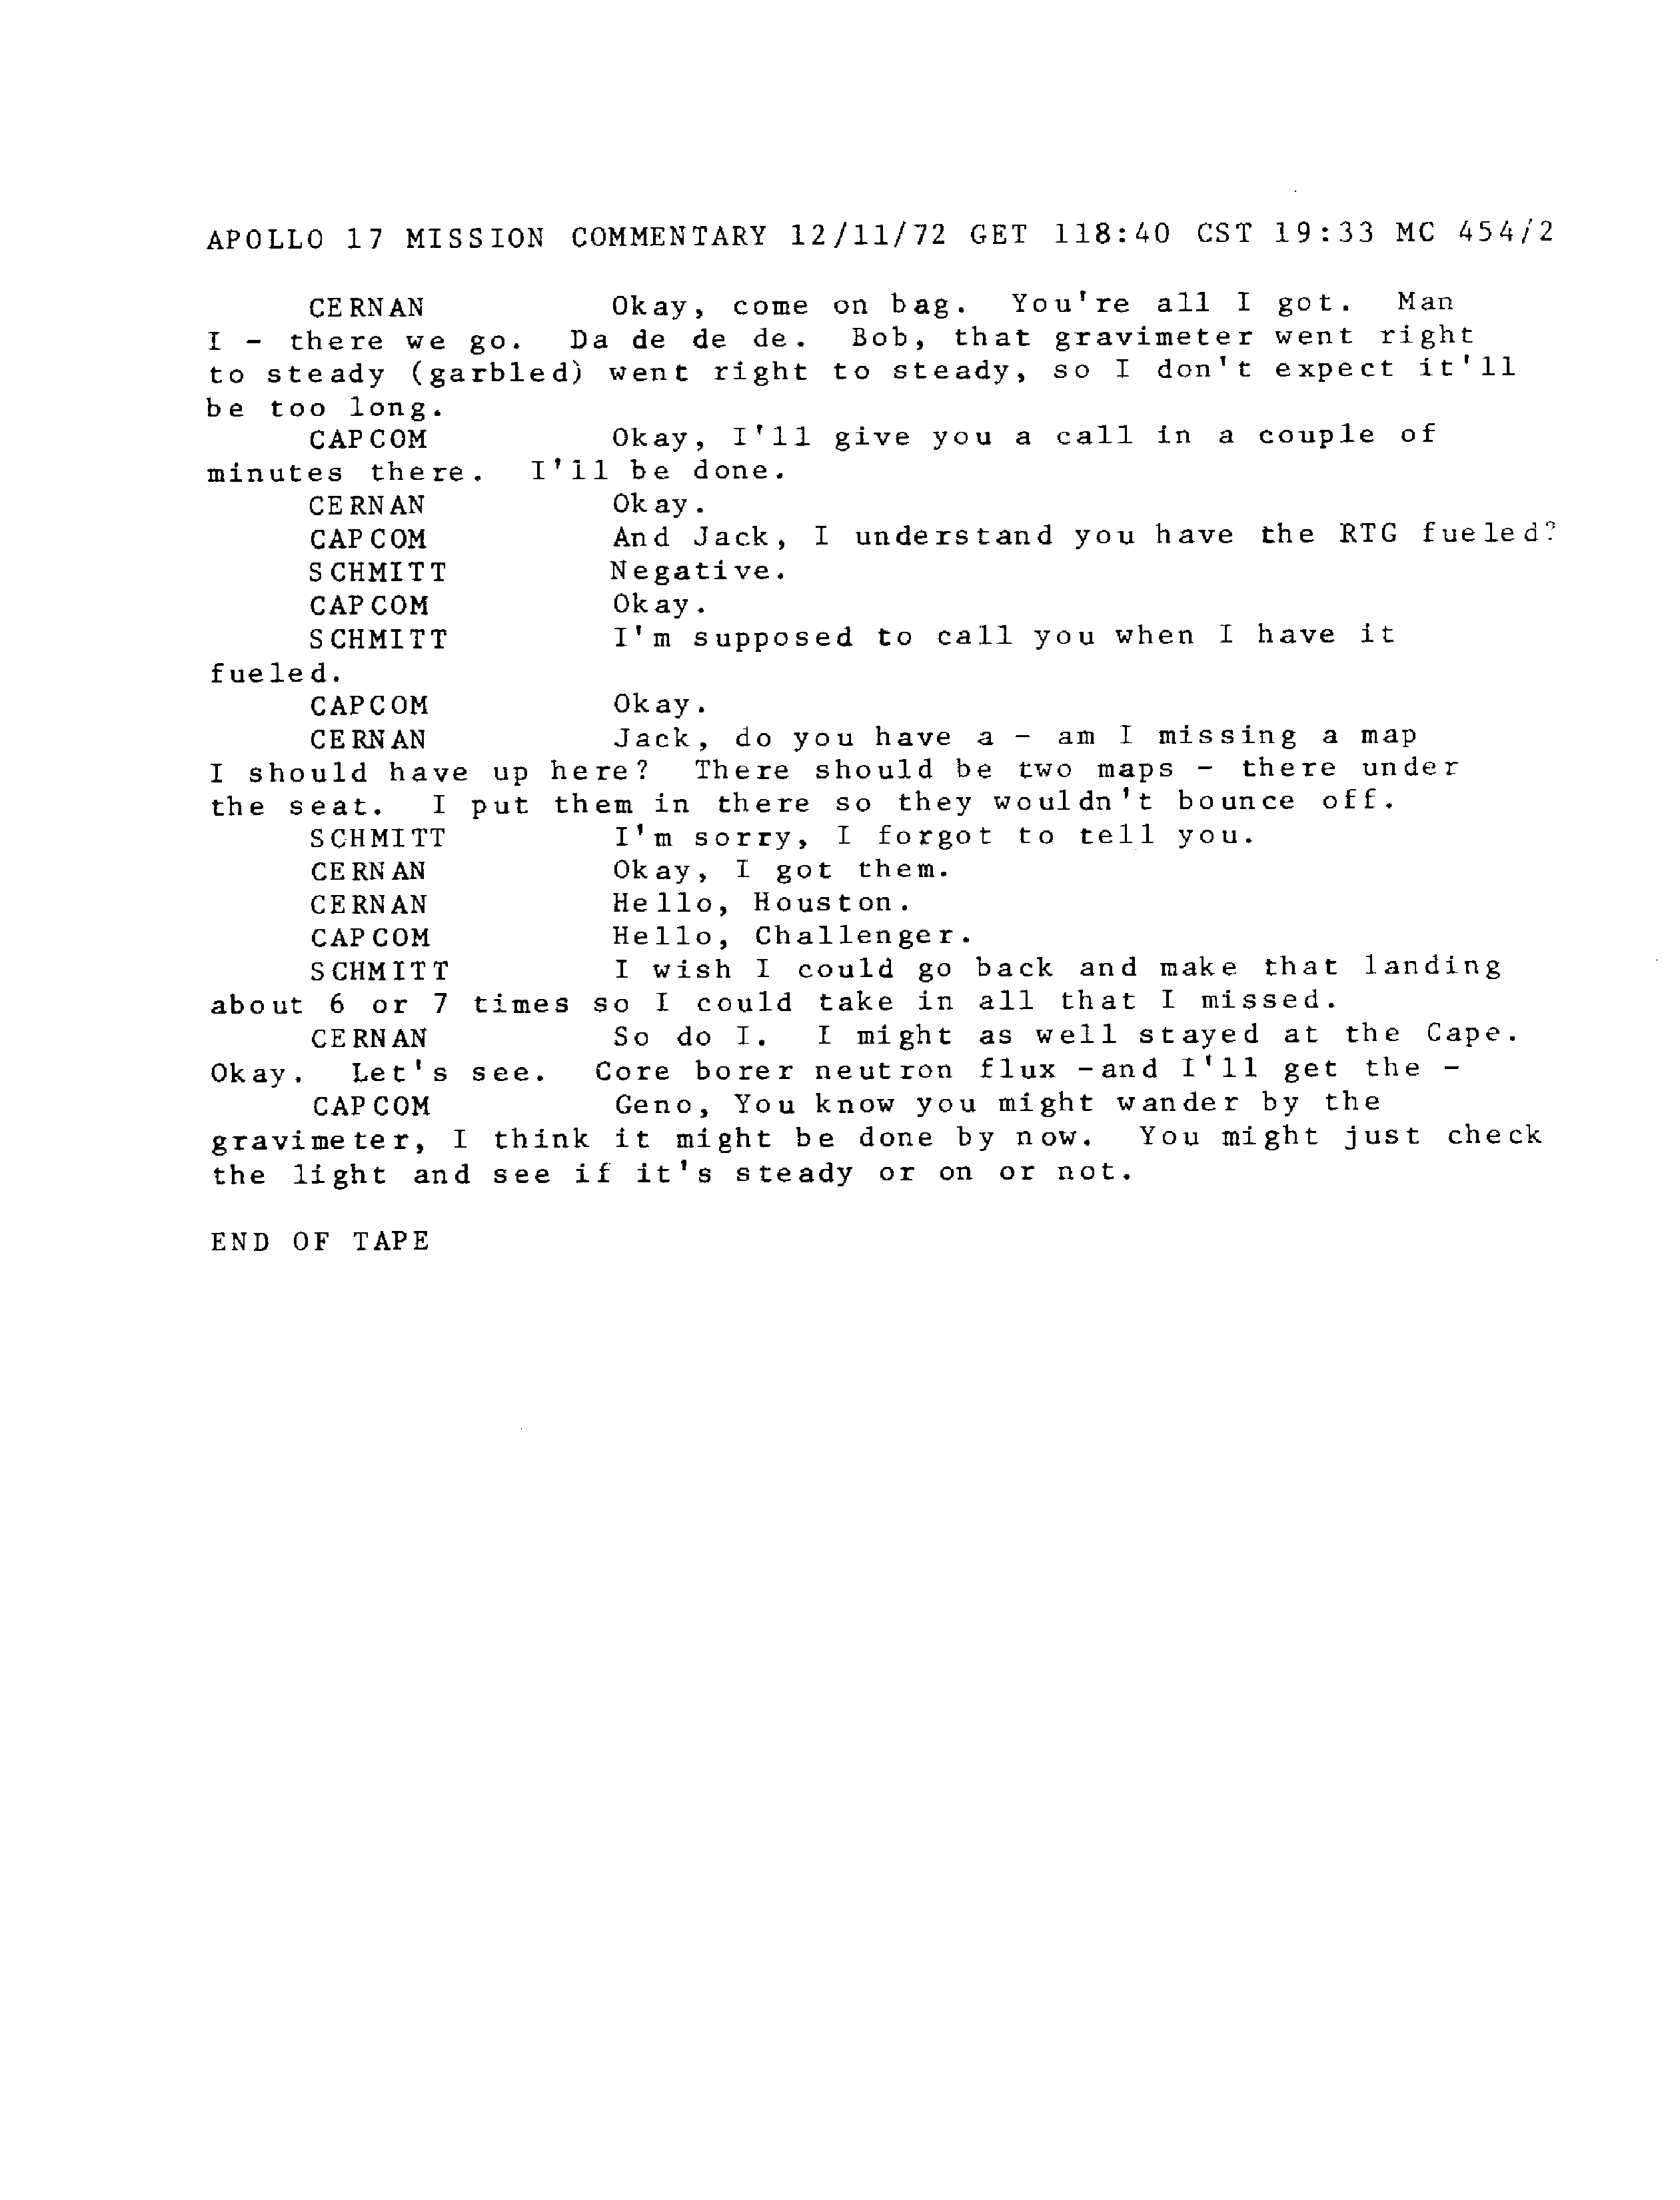 APOLLO 17 MISSION COMMENTARY 12/11/72 GET 118:40 CST 19:33 MC 454/2
CERNAN Okay, come on bag. You're all I got. Man
I - there we go. Da de de de. Bob, that gravimeter went right
to steady (garbled) went right to steady, so I don't expect it'll
be too long.
CAPCOM Okay, I'll give you a call in a couple of
minutes there. I'll be done.
CERNAN Okay.
CAPCOM And Jack, I understand you have the RTG fueled?
SCHMITT Negative.
CAPCOM Okay.
SCHMITT I'm supposed to call you when I have it
fueled.
CAPCOM Okay.
CERNAN Jack, do you have a - am I missing a map
I should have up here? There should be two maps - there under
the seat. I put them in there so they wouldn't bounce off.
SCHMITT I'm sorry, I forgot to tell you.
CERNAN Okay, I got them.
CERNAN Hello, Houston.
CAPCOM Hello, Challenger.
SCHMITT I wish I could go back and make that landing
about 6 or 7 times so I could take in all that I missed.
CERNAN So do I. I might as well stayed at the Cape.
Okay. Let's see. Core borer neutron flux -and I'll get the -
CAPCOM Geno, You know you might wander by the
gravimeter, I think it might be done by now. You might just check
the light and see if it's steady or on or not.
END OF TAPE